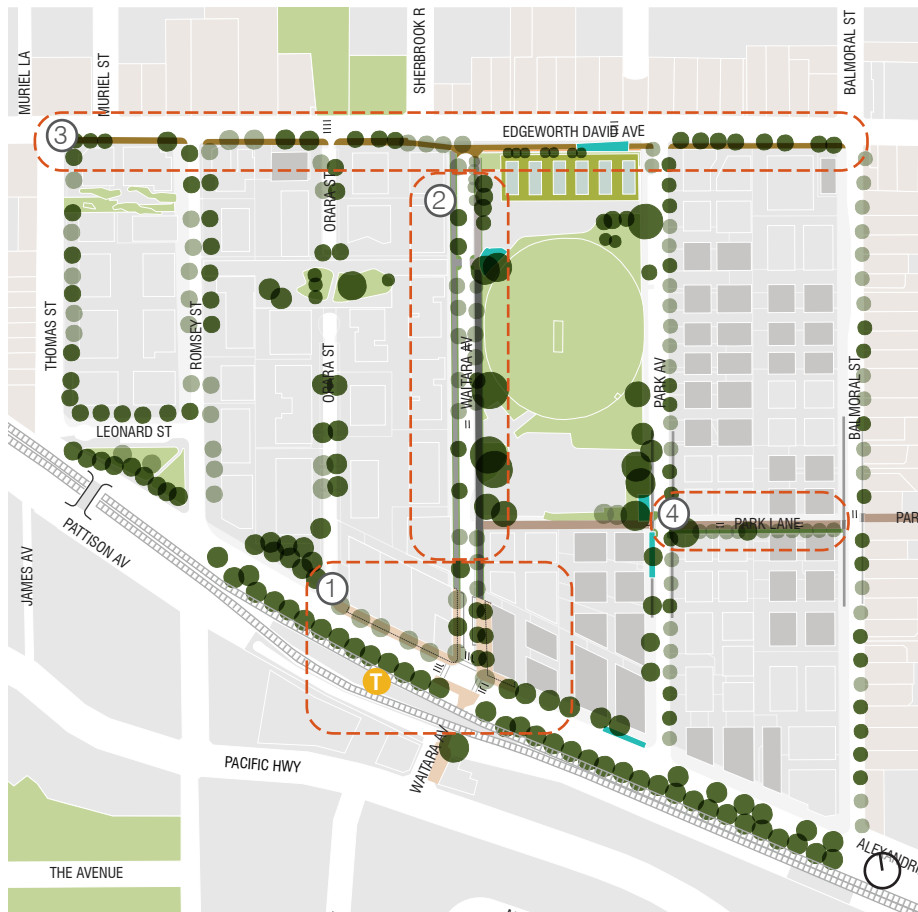 MURIEL LA
MURIEL ST
SHERBROOK R
BALMORAL ST
3
EDGEWORTH DAVID AVE
2
ORARA ST
THOMAS ST
ROMSEY ST
ORARA ST
WAITARA AV
PARK AV
BALMORAL ST
LEONARD ST
4
PARK LANE
PAR
PATTISON AV
JAMES AV
1
T
WAITARA AV
PACIFIC HWY
THE AVENUE
ALEXANDRI